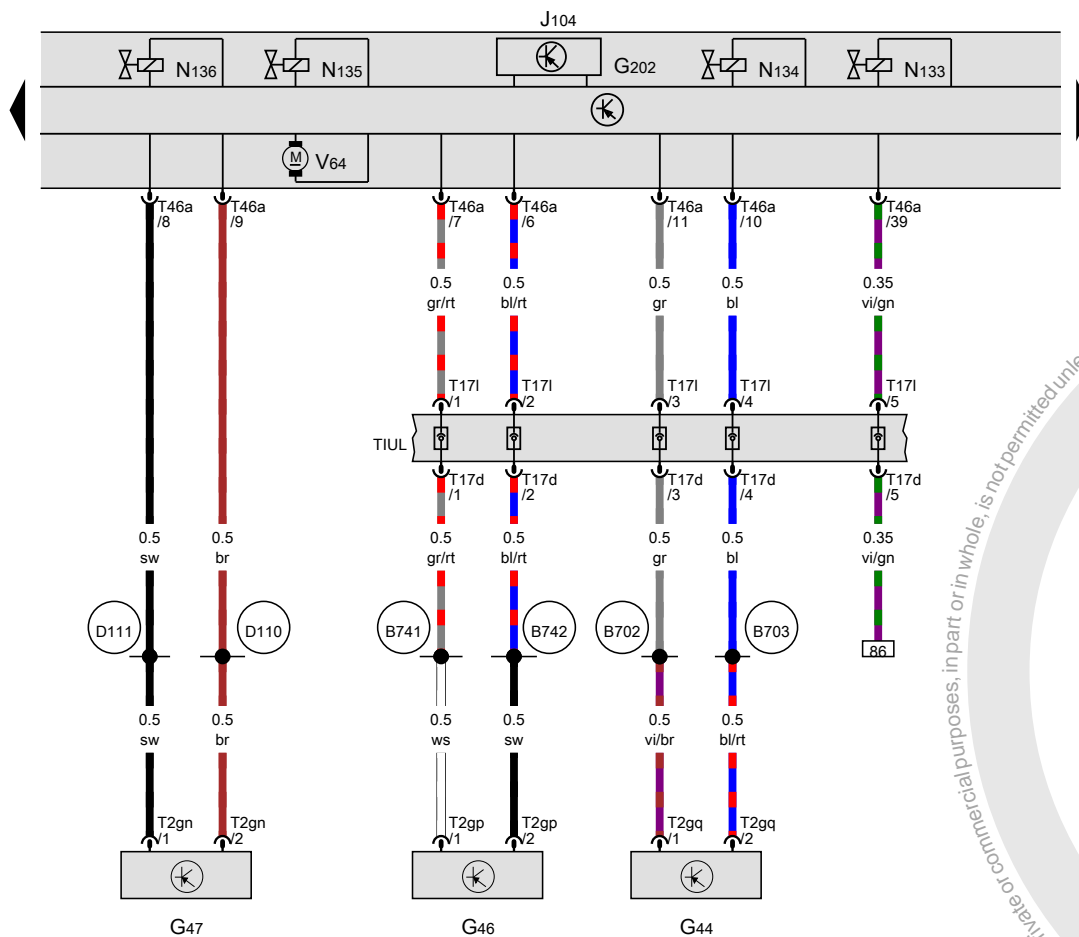 J104
N136 N135 G202 N134 N133
M V64
T46a /8 T46a /9 T46a /7 T46a /6 T46a /11 T46a /10 T46a /39
0.5 0.5 0.5 0.5 0.35
gr/rt bl/rt gr bl vi/gn
T17l /1 T17l /2 T17l /3 T17l /4 T17l /5
TIUL
T17d /1 T17d /2 T17d /3 T17d /4 T17d /5
0.5 0.5 0.5 0.5 0.5 0.5 0.35
sw br gr/rt bl/rt gr bl vi/gn
D111 D110 B741 B742 B702 B703
86
0.5 0.5 0.5 0.5 0.5 0.5
sw br ws sw vi/br bl/rt
T2gn /1 T2gn /2 T2gp /1 T2gp /2 T2gq /1 T2gq /2
G47 G46 G44
commercial purposes, in part or in whole, is not permitted